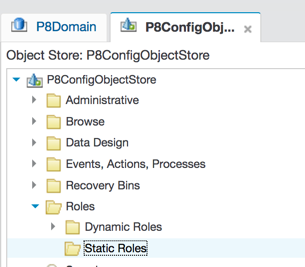 P8Domain
P8ConfigObj...
Object Store: P8ConfigObjectStore
P8ConfigObjectStore
Administrative
Browse
Data Design
Events, Actions, Processes
Recovery Bins
Roles
Dynamic Roles
Static Roles